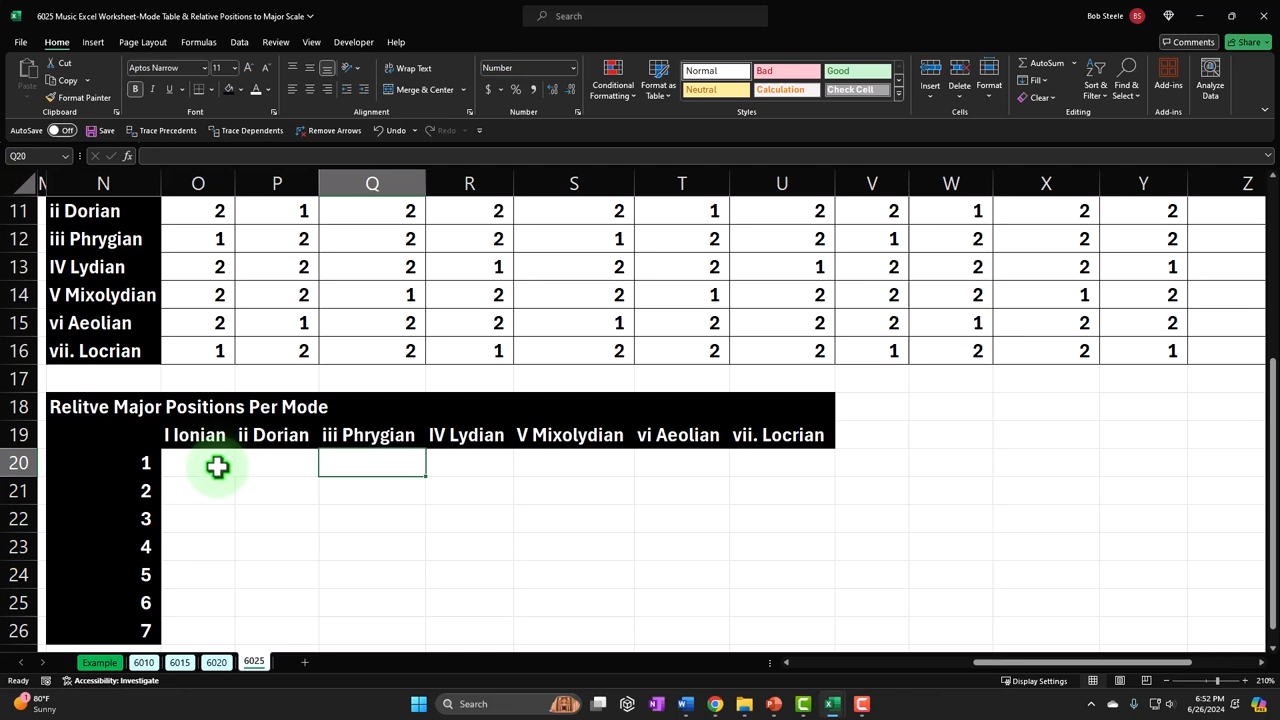 6025 Music Excel Worksheet-Mode Table & Relative Positions to Major Scale
Search
Bob Steele BS
File Home Insert Page Layout Formulas Data Review View Developer Help
Comments Share
Paste Cut Copy Format Painter
Aptos Narrow 11
B I U
Wrap Text
Merge & Center
Number
Conditional Formatting Format as Table
Normal Bad Good
Neutral Calculation Check Cell
Insert Delete Format
AutoSum Fill Clear
Sort & Filter Find & Select
Add-ins
Analyze Data
Clipboard Font Alignment Number Styles Cells Editing Add-ins
AutoSave Off Save Trace Precedents Trace Dependents Remove Arrows Undo Redo
Q20 fx
M N O P Q R S T U V W X Y Z
11 ii Dorian 2 1 2 2 2 1 2 2 1 2 2
12 iii Phrygian 1 2 2 2 1 2 2 1 2 2 2
13 IV Lydian 2 2 2 1 2 2 1 2 2 2 1
14 V Mixolydian 2 2 1 2 2 1 2 2 2 1 2
15 vi Aeolian 2 1 2 2 1 2 2 2 1 2 2
16 vii. Locrian 1 2 2 1 2 2 2 1 2 2 1
17
18 Relitve Major Positions Per Mode
19 I Ionian ii Dorian iii Phrygian IV Lydian V Mixolydian vi Aeolian vii. Locrian
20 1
21 2
22 3
23 4
24 5
25 6
26 7
Example 6010 6015 6020 6025
Ready Accessibility: Investigate Display Settings 210%
80°F
Sunny
Search
6:52 PM
6/26/2024